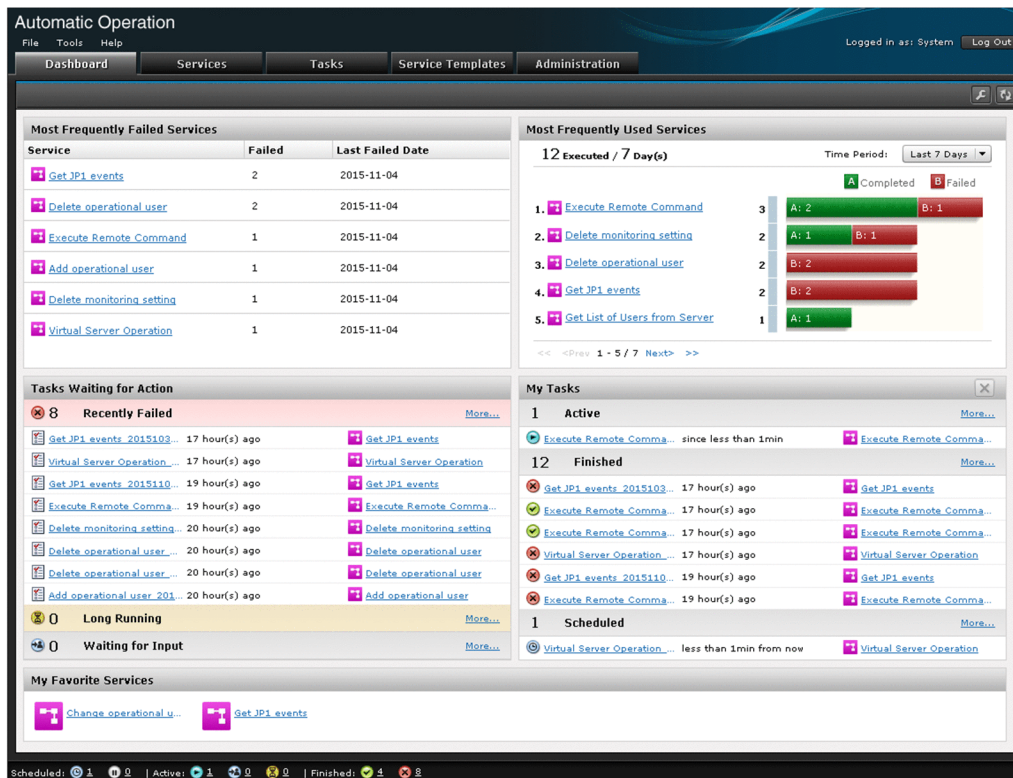 Automatic Operation
File Tools Help
Logged in as: System Log Out
Dashboard Services Tasks Service Templates Administration
Most Frequently Failed Services
Service Failed Last Failed Date
Get JP1 events 2 2015-11-04
Delete operational user 2 2015-11-04
Execute Remote Command 1 2015-11-04
Add operational user 1 2015-11-04
Delete monitoring setting 1 2015-11-04
Virtual Server Operation 1 2015-11-04
Most Frequently Used Services
12 Executed / 7 Day(s) Time Period: Last 7 Days
A Completed B Failed
1. Execute Remote Command 3 A: 2 B: 1
2. Delete monitoring setting 2 A: 1 B: 1
3. Delete operational user 2 B: 2
4. Get JP1 events 2 B: 2
5. Get List of Users from Server 1 A: 1
<< <Prev 1 - 5 / 7 Next> >>
Tasks Waiting for Action
8 Recently Failed More...
Get JP1 events_2015103... 17 hour(s) ago Get JP1 events
Virtual Server Operation_... 17 hour(s) ago Virtual Server Operation
Get JP1 events_2015110... 19 hour(s) ago Get JP1 events
Execute Remote Comma... 19 hour(s) ago Execute Remote Comma...
Delete monitoring setting... 20 hour(s) ago Delete monitoring setting
Delete operational user_... 20 hour(s) ago Delete operational user
Delete operational user_... 20 hour(s) ago Delete operational user
Add operational user_201... 20 hour(s) ago Add operational user
0 Long Running More...
0 Waiting for Input More...
My Tasks
1 Active More...
Execute Remote Comma... since less than 1min Execute Remote Comma...
12 Finished More...
Get JP1 events_2015103... 17 hour(s) ago Get JP1 events
Execute Remote Comma... 17 hour(s) ago Execute Remote Comma...
Execute Remote Comma... 17 hour(s) ago Execute Remote Comma...
Virtual Server Operation_... 17 hour(s) ago Virtual Server Operation
Get JP1 events_2015110... 19 hour(s) ago Get JP1 events
Execute Remote Comma... 19 hour(s) ago Execute Remote Comma...
1 Scheduled More...
Virtual Server Operation_... less than 1min from now Virtual Server Operation
My Favorite Services
Change operational u... Get JP1 events
Scheduled: 1 0 | Active: 1 0 0 | Finished: 4 8